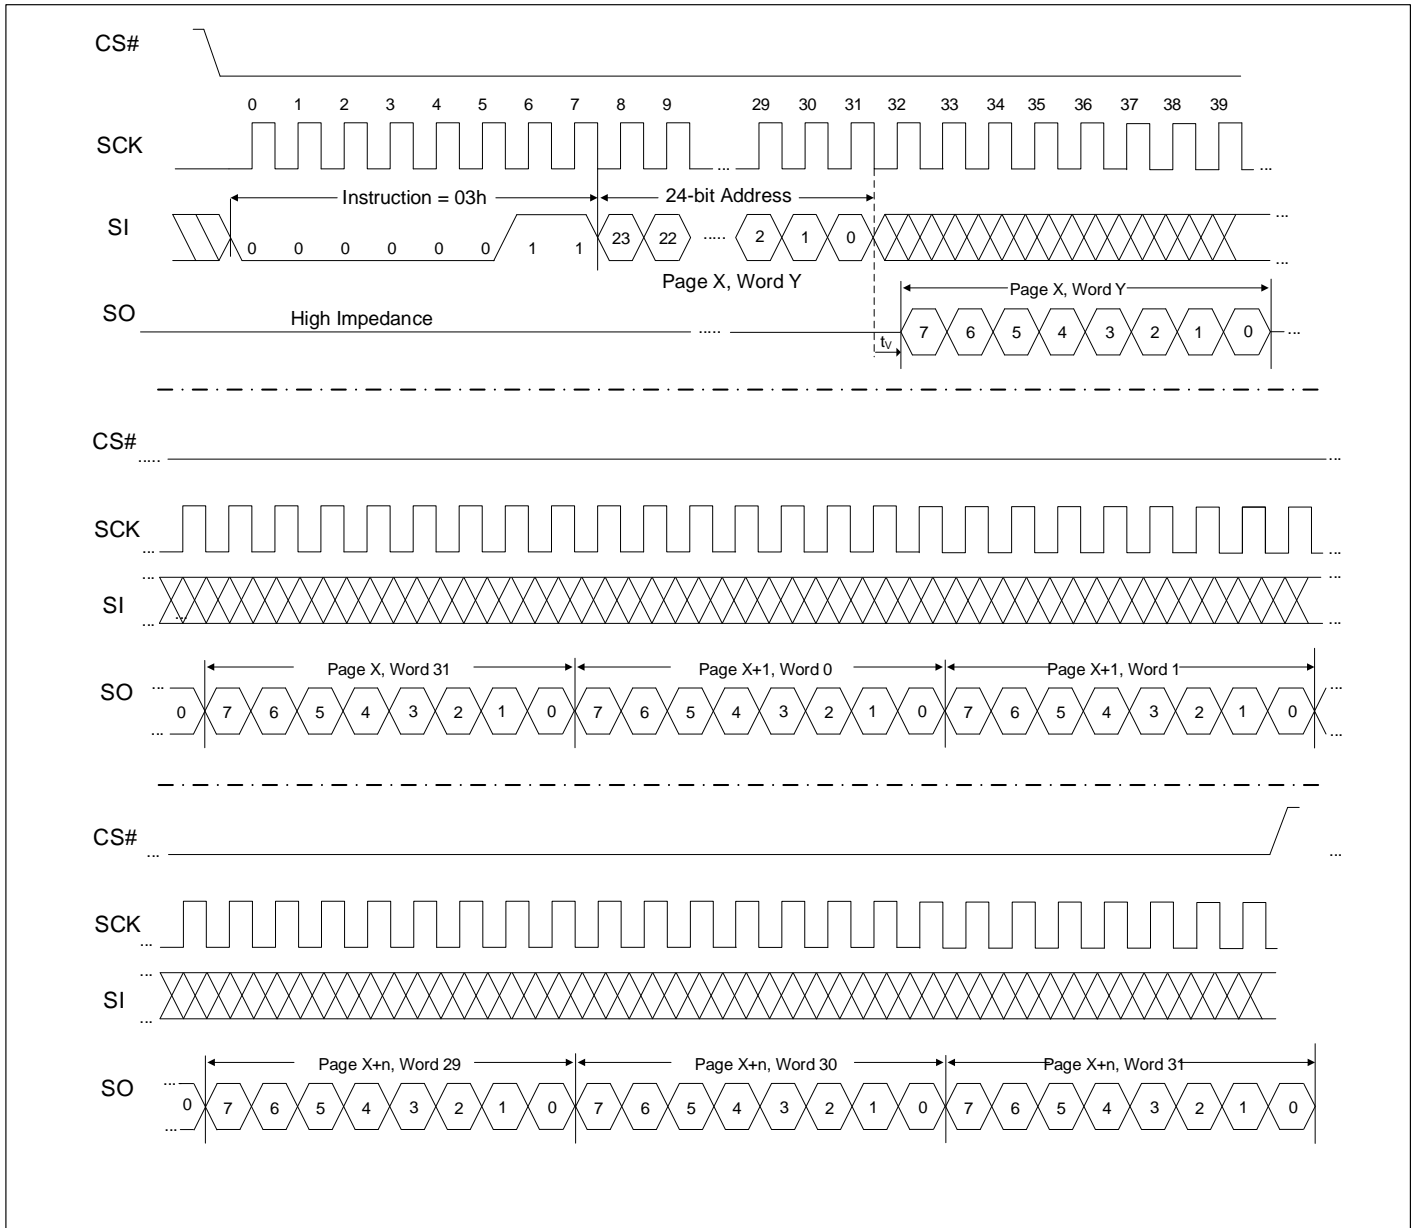 CS#
0 1 2 3 4 5 6 7 8 9 29 30 31 32 33 34 35 36 37 38 39
SCK ... ...
Instruction = 03h 24-bit Address
SI 0 0 0 0 0 0 1 1 23 22 ..... 2 1 0 ... ...
Page X, Word Y
Page X, Word Y
SO High Impedance ..... tV 7 6 5 4 3 2 1 0 ...
CS# ..... ...
SCK ... ...
SI ... ... ... ... ...
Page X, Word 31 Page X+1, Word 0 Page X+1, Word 1
SO ... ... 0 7 6 5 4 3 2 1 0 7 6 5 4 3 2 1 0 7 6 5 4 3 2 1 0 ... ...
CS# ... ...
SCK ... ...
SI ... ... ... ...
Page X+n, Word 29 Page X+n, Word 30 Page X+n, Word 31
SO ... ... 0 7 6 5 4 3 2 1 0 7 6 5 4 3 2 1 0 7 6 5 4 3 2 1 0